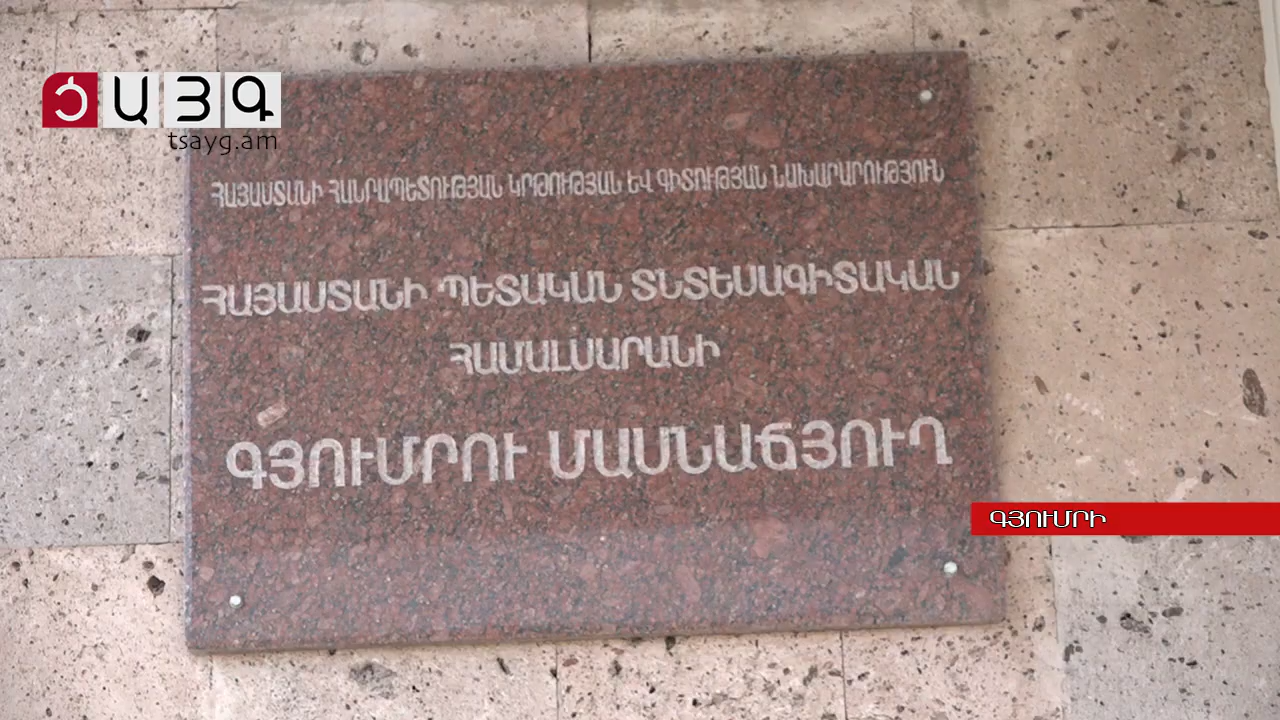 ԾԱՅԳ
tsayg.am
ՀԱՅԱՍՏԱՆԻ ՀԱՆՐԱՊԵՏՈՒԹՅԱՆ ԿՐԹՈՒԹՅԱՆ ԵՎ ԳԻՏՈՒԹՅԱՆ ՆԱԽԱՐԱՐՈՒԹՅՈՒՆ
ՀԱՅԱՍՏԱՆԻ ՊԵՏԱԿԱՆ ՏՆՏԵՍԱԳԻՏԱԿԱՆ
ՀԱՄԱԼՍԱՐԱՆԻ
ԳՅՈՒՄՐՈՒ ՄԱՍՆԱՃՅՈՒՂ
ԳՅՈՒՄՐԻ